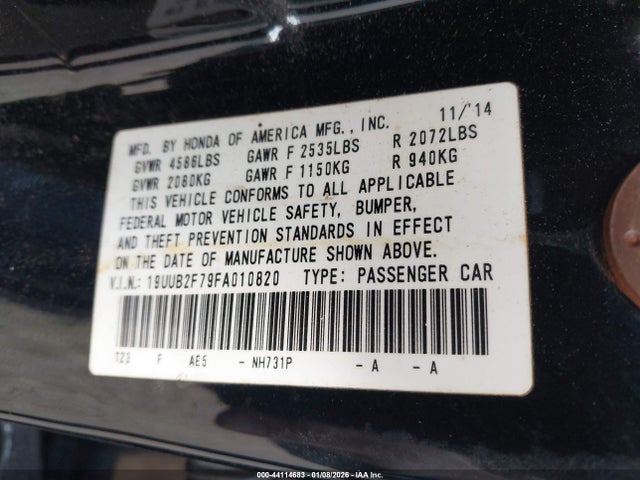 MFD. BY HONDA OF AMERICA MFG., INC. 11/'14
GVWR 4586LBS GAWR F 2535LBS R 2072LBS
GVWR 2080KG GAWR F 1150KG R 940KG
THIS VEHICLE CONFORMS TO ALL APPLICABLE
FEDERAL MOTOR VEHICLE SAFETY, BUMPER,
AND THEFT PREVENTION STANDARDS IN EFFECT
ON THE DATE OF MANUFACTURE SHOWN ABOVE.
V.I.N.: 19UUB2F79FA010820 TYPE: PASSENGER CAR
T23 F AE5 - NH731P - A - A
000-44114683 - 01/08/2026 - IAA Inc.